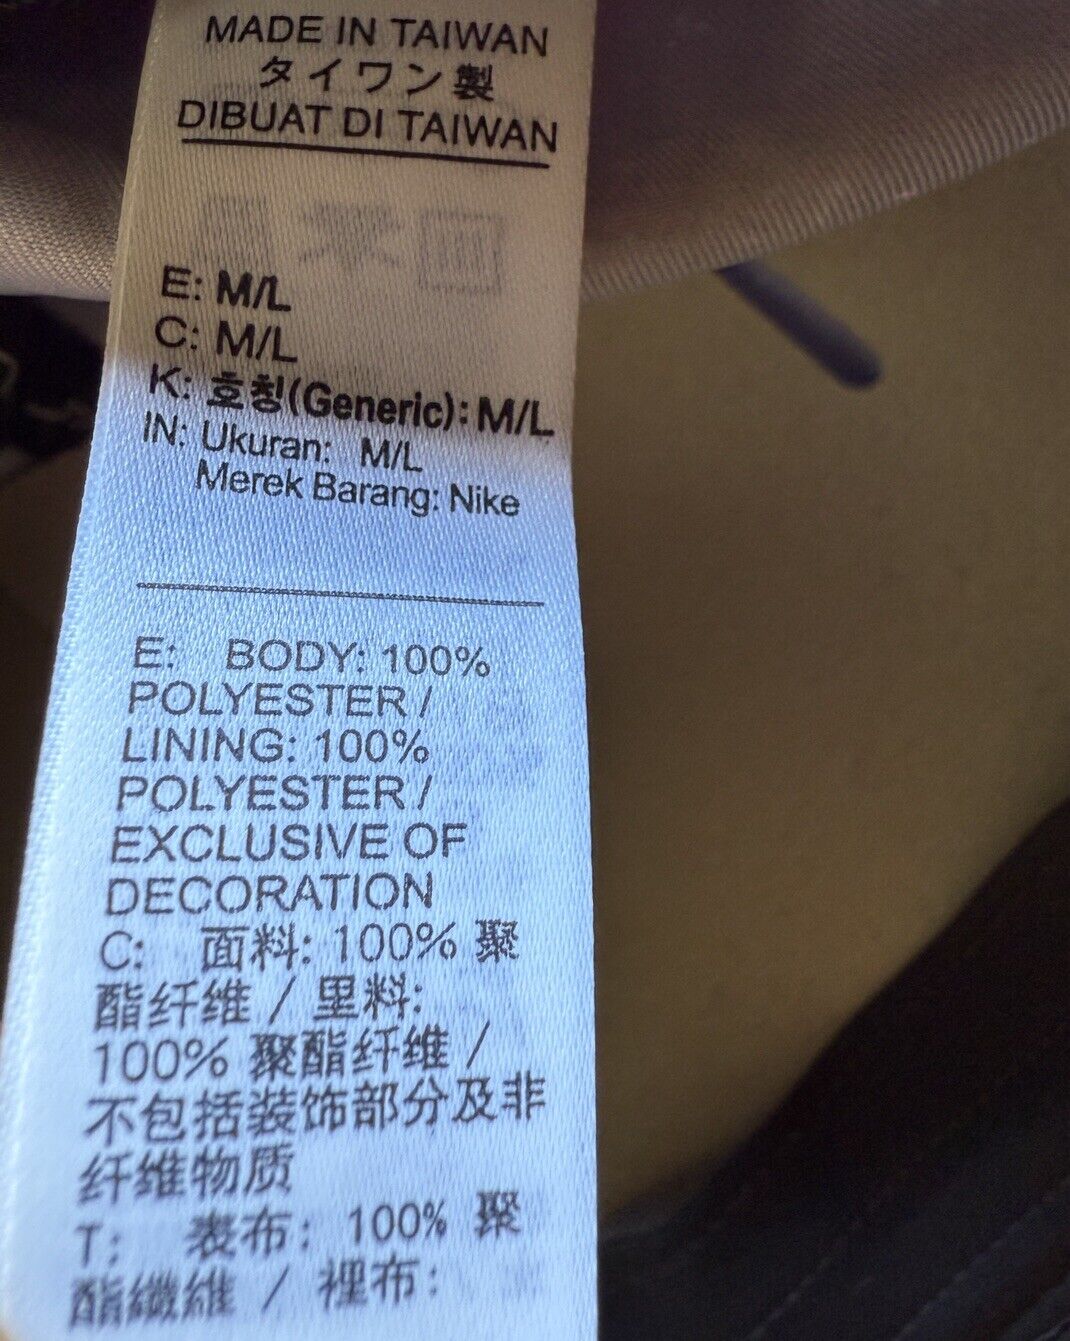 MADE IN TAIWAN
タイワン製
DIBUAT DI TAIWAN
E: M/L
C: M/L
K: 호칭(Generic): M/L
IN: Ukuran: M/L
Merek Barang: Nike
E: BODY: 100%
POLYESTER /
LINING: 100%
POLYESTER /
EXCLUSIVE OF
DECORATION
C: 面料: 100% 聚
酯纤维 / 里料:
100% 聚酯纤维 /
不包括装饰部分及非
纤维物质
T: 表布: 100% 聚
酯纖維 / 裡布: